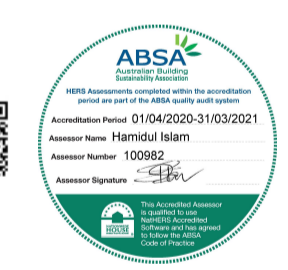 ABSA
Australian Building
Sustainability Association
HERS Assessments completed within the accreditation
period are part of the ABSA quality audit system
Accreditation Period 01/04/2020-31/03/2021
Assessor Name Hamidul Islam
Assessor Number 100982
Assessor Signature
HOUSE
This Accredited Assessor
is qualified to use
NatHERS Accredited
Software and has agreed
to follow the ABSA
Code of Practice